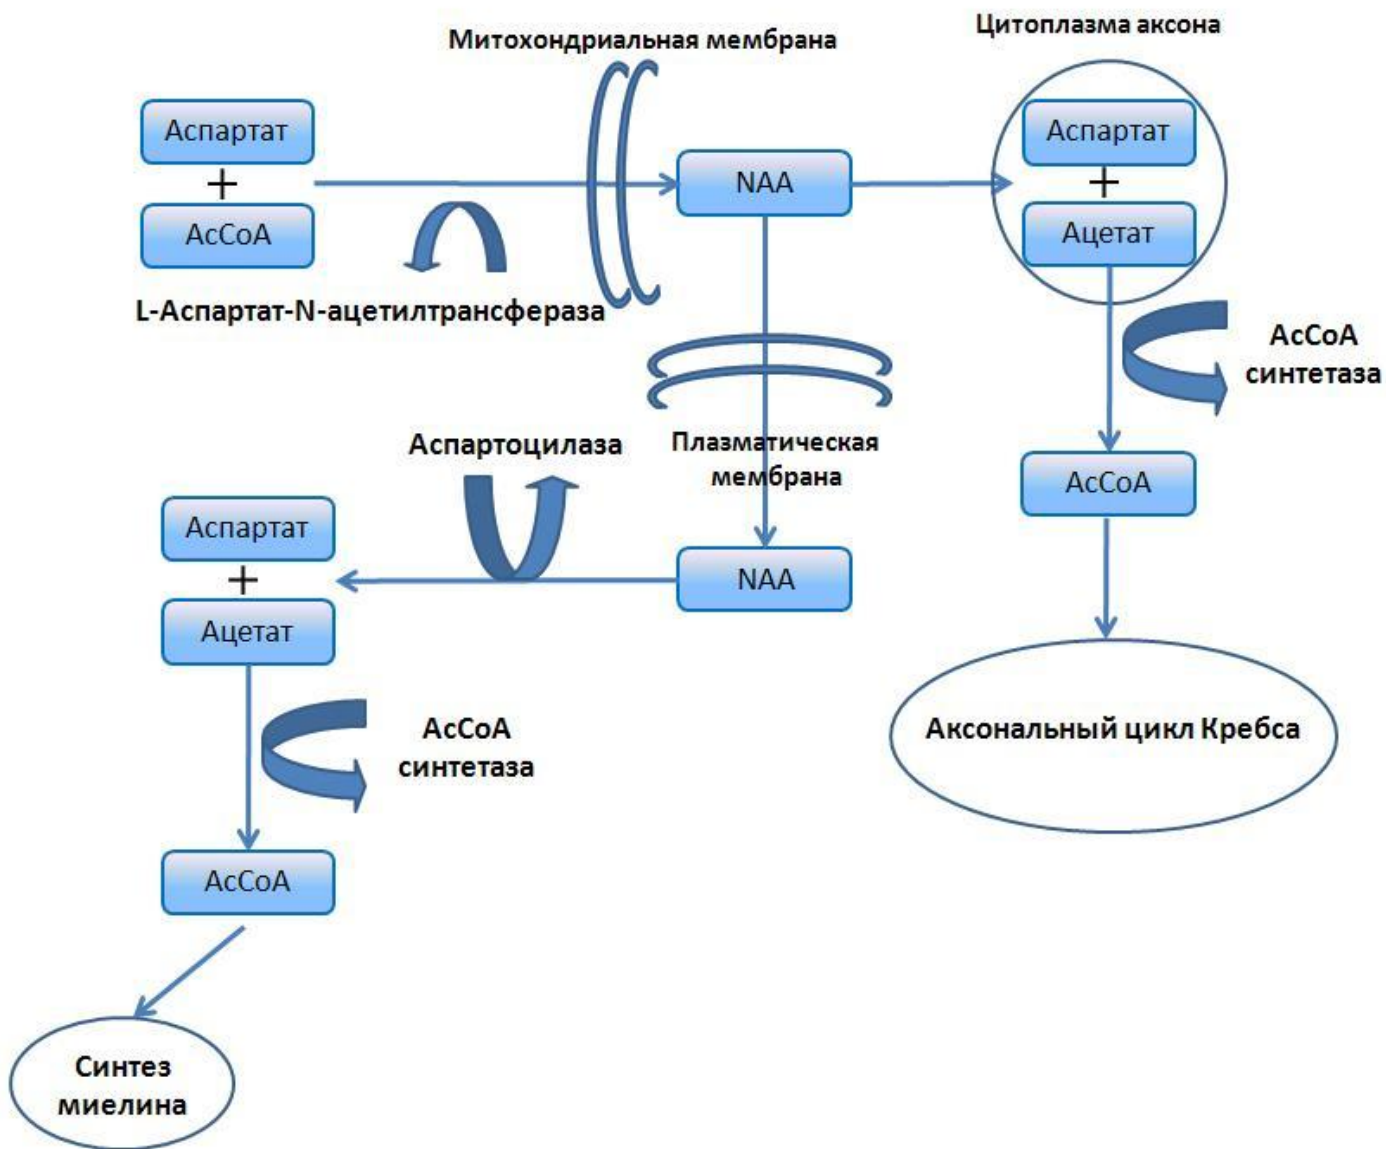 Митохондриальная мембрана
Цитоплазма аксона
Аспартат
+
AcCoA
NAA
Аспартат
+
Ацетат
L-Аспартат-N-ацетилтрансфераза
AcCoA
синтетаза
Плазматическая
мембрана
Аспартоцилаза
AcCoA
Аспартат
+
Ацетат
NAA
AcCoA
синтетаза
Аксональный цикл Кребса
AcCoA
Синтез
миелина